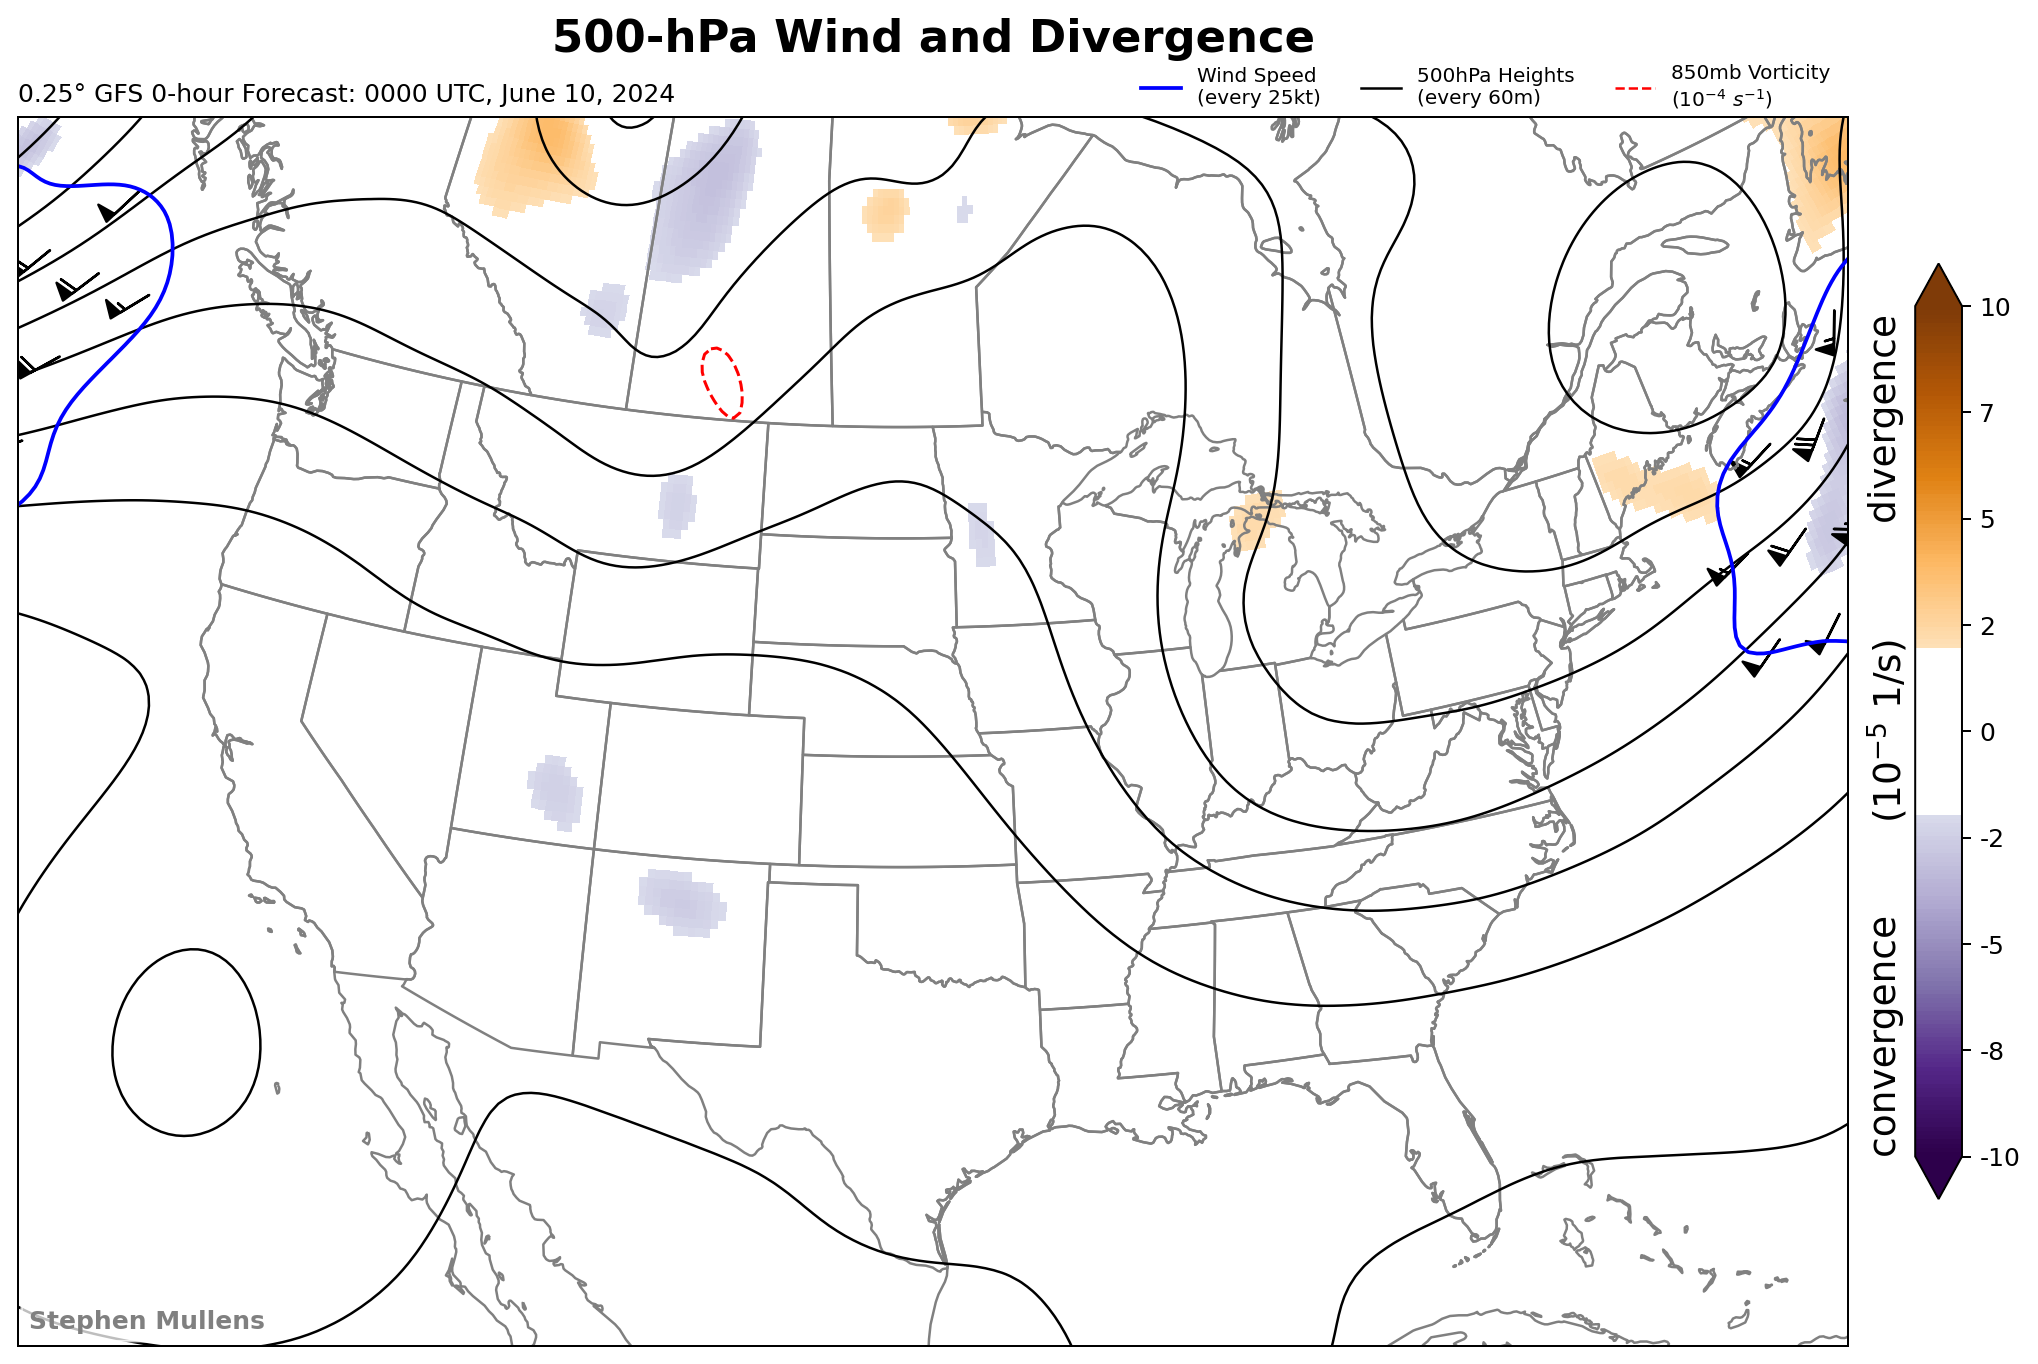 500-hPa Wind and Divergence
0.25° GFS 0-hour Forecast: 0000 UTC, June 10, 2024
Wind Speed
(every 25kt)
500hPa Heights
(every 60m)
850mb Vorticity
(10⁻⁴ s⁻¹)
10
7
5
2
0
-2
-5
-8
-10
convergence (10⁻⁵ 1/s) divergence
Stephen Mullens